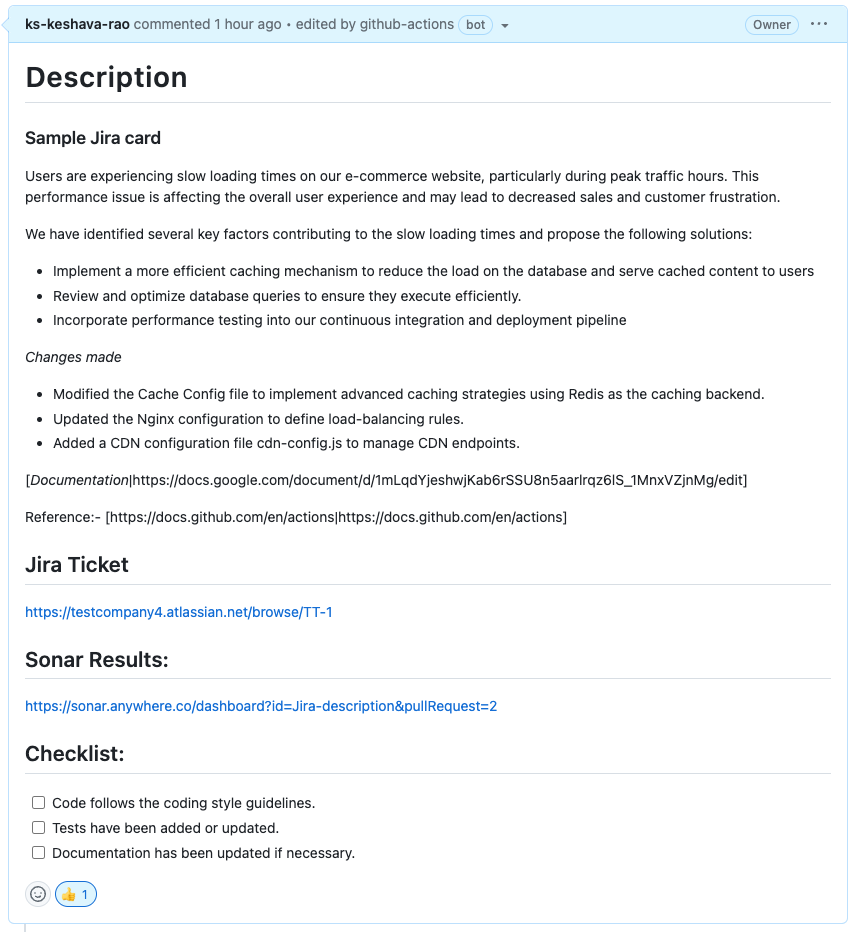 ks-keshava-rao commented 1 hour ago • edited by github-actions bot Owner ...
Description
Sample Jira card
Users are experiencing slow loading times on our e-commerce website, particularly during peak traffic hours. This
performance issue is affecting the overall user experience and may lead to decreased sales and customer frustration.
We have identified several key factors contributing to the slow loading times and propose the following solutions:
• Implement a more efficient caching mechanism to reduce the load on the database and serve cached content to users
• Review and optimize database queries to ensure they execute efficiently.
• Incorporate performance testing into our continuous integration and deployment pipeline
Changes made
• Modified the Cache Config file to implement advanced caching strategies using Redis as the caching backend.
• Updated the Nginx configuration to define load-balancing rules.
• Added a CDN configuration file cdn-config.js to manage CDN endpoints.
[Documentation|https://docs.google.com/document/d/1mLqdYjeshwjKab6rSSU8n5aarlrqz6lS_1MnxVZjnMg/edit]
Reference:- [https://docs.github.com/en/actions|https://docs.github.com/en/actions]
Jira Ticket
https://testcompany4.atlassian.net/browse/TT-1
Sonar Results:
https://sonar.anywhere.co/dashboard?id=Jira-description&pullRequest=2
Checklist:
Code follows the coding style guidelines.
Tests have been added or updated.
Documentation has been updated if necessary.
👍 1